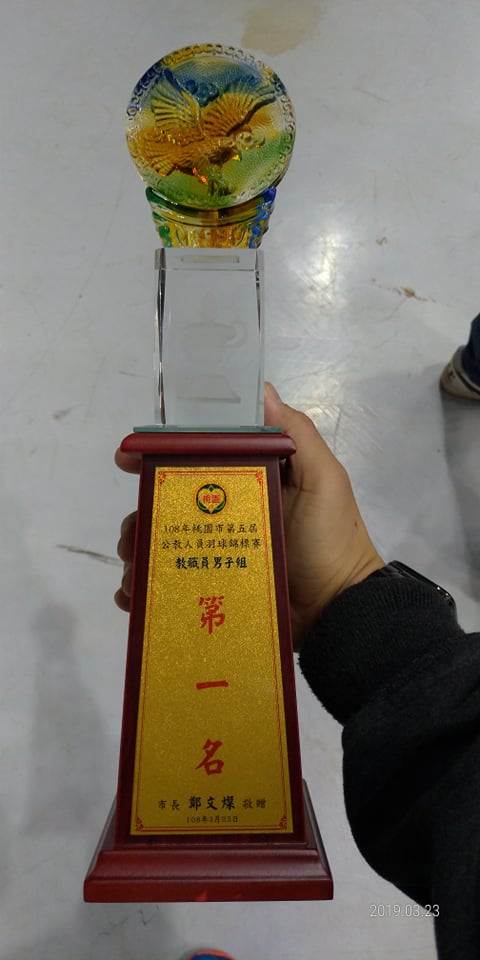 桃園
108年桃園市第五屆
公教人員羽球錦標賽
教職員男子組
第
一
名
市長 鄭文燦 敬贈
108年3月23日
2019.03.23